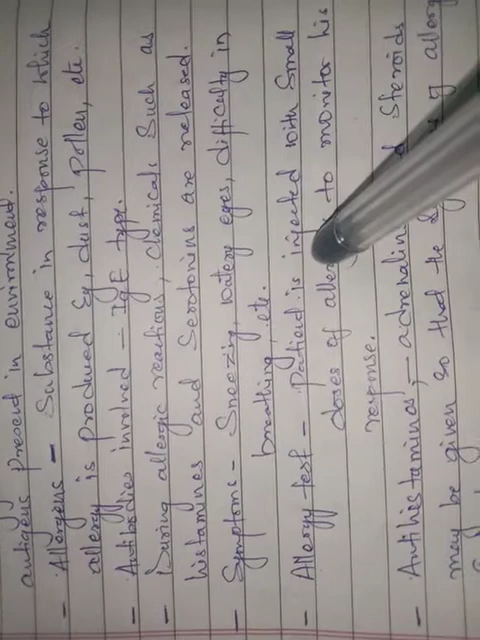 antigens present in environment.
- Allergens - Substance in response to which
allergy is produced Eg, dust, pollen, etc.
- Antibodies involved - IgE type.
- During allergic reactions, chemicals such as
histamines and Serotonins are released.
- Symptoms - Sneezing, watery eyes, difficulty in
breathing, etc.
- Allergy test - Patient is injected with small
doses of to monitor his
response.
- Antihistamines, - Steroids
may be given so that the of